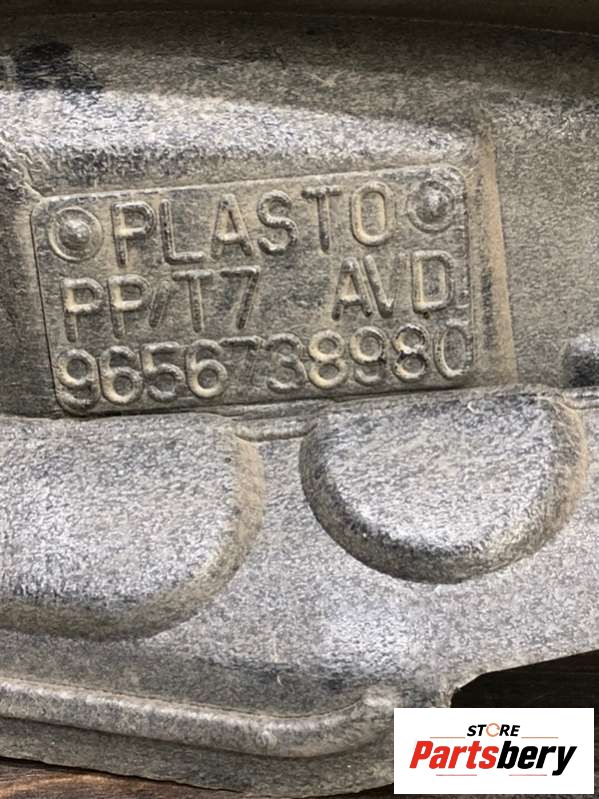 PLASTO
PP/T7 AVD.
9656738980
STORE
Partsbery